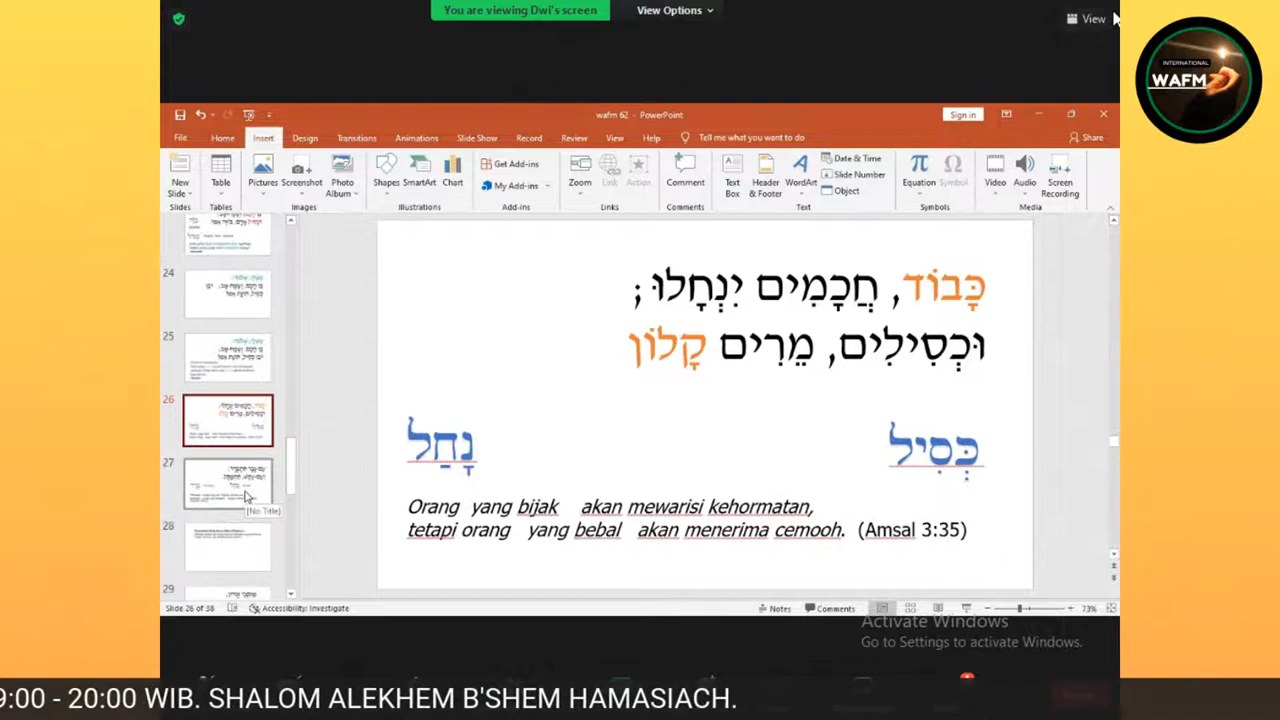 You are viewing Dwi's screen View Options
View
INTERNATIONAL
WAFM
wafm 62 - PowerPoint
Sign in
File Home Insert Design Transitions Animations Slide Show Record Review View Help Tell me what you want to do
Share
New Slide
Table
Pictures
Screenshot
Photo Album
Shapes
SmartArt
Chart
Get Add-ins
My Add-ins
Zoom
Link
Action
Comment
Text Box
Header & Footer
WordArt
Date & Time
Slide Number
Object
Equation
Symbol
Video
Audio
Screen Recording
Slides Tables Images Illustrations Add-ins Links Comments Text Symbols Media
24
25
26
27
[No Title]
28
29
כָּבוֹד, חֲכָמִים יִנְחָלוּ;
וּכְסִילִים, מֵרִים קָלוֹן
כְּסִיל
נָחַל
Orang yang bijak akan mewarisi kehormatan,
tetapi orang yang bebal akan menerima cemooh. (Amsal 3:35)
Slide 26 of 38 Accessibility: Investigate Notes Comments 73%
Activate Windows
Go to Settings to activate Windows.
9:00 - 20:00 WIB. SHALOM ALEKHEM B'SHEM HAMASIACH.